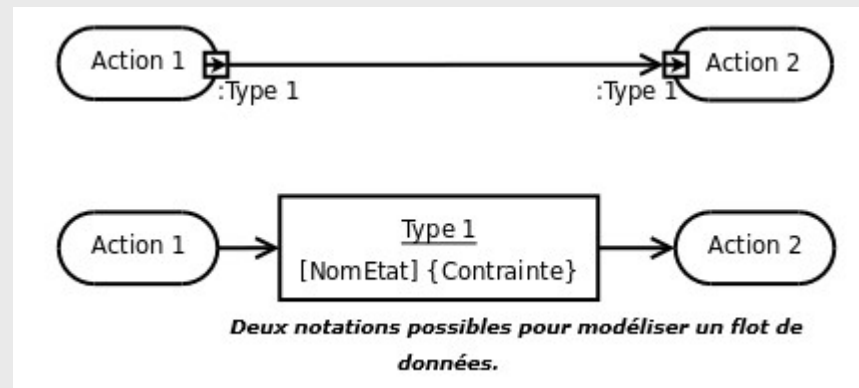 Action 1
Action 2
:Type 1
:Type 1
Action 1
Type 1
[NomEtat] {Contrainte}
Action 2
Deux notations possibles pour modéliser un flot de
données.